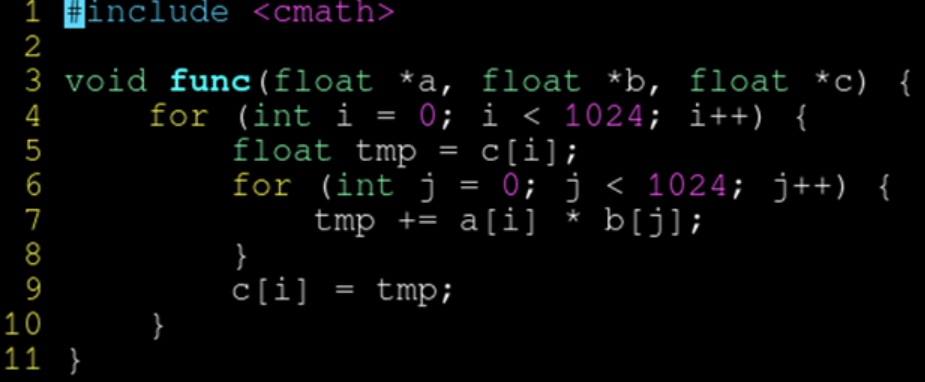 1 #include <cmath>
2
3 void func(float *a, float *b, float *c) {
4     for (int i = 0; i < 1024; i++) {
5         float tmp = c[i];
6         for (int j = 0; j < 1024; j++) {
7             tmp += a[i] * b[j];
8         }
9         c[i] = tmp;
10     }
11 }